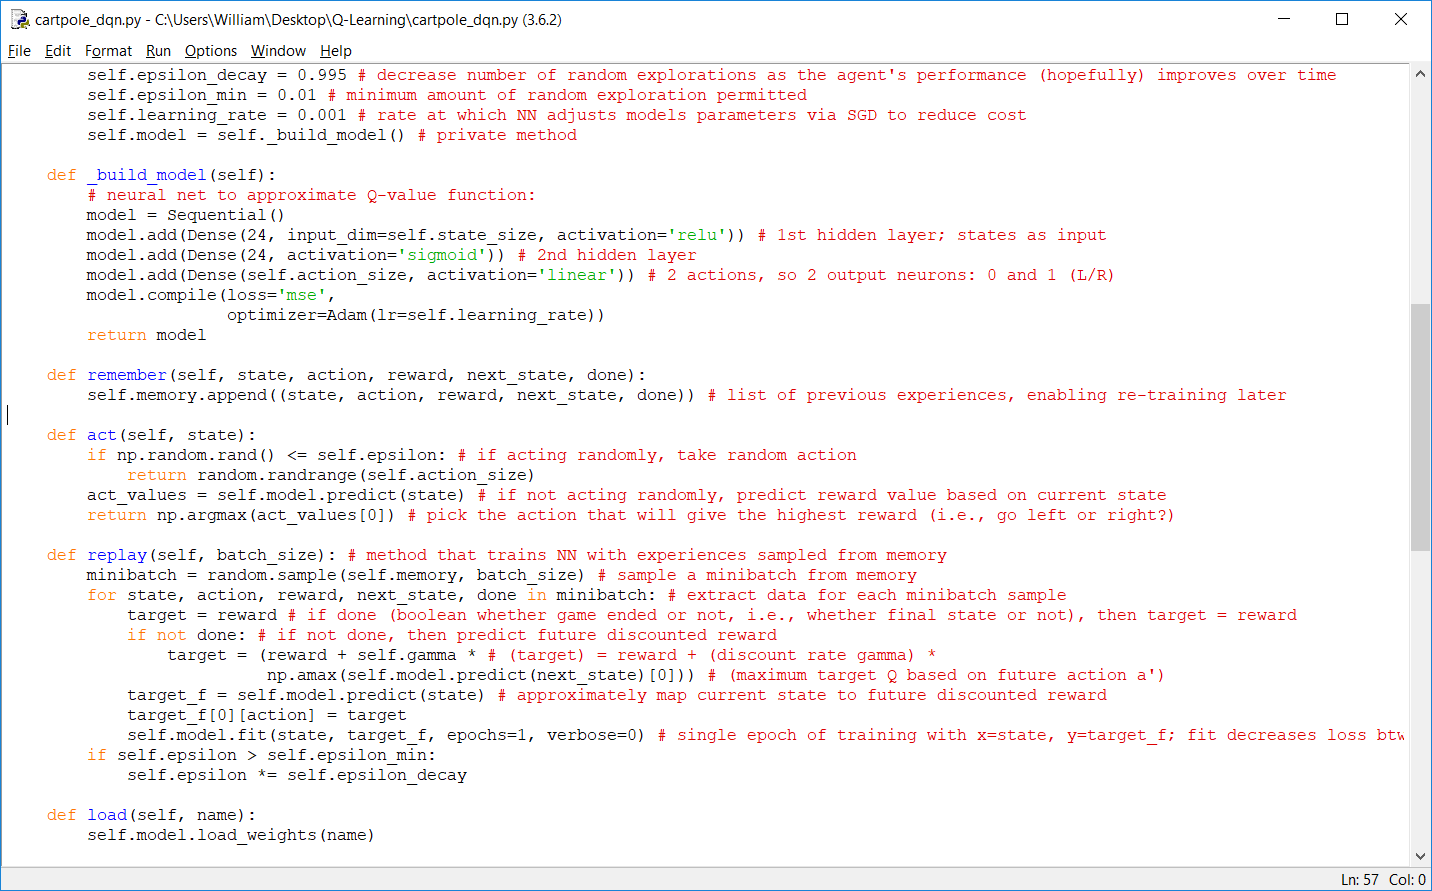 cartpole_dqn.py - C:\Users\William\Desktop\Q-Learning\cartpole_dqn.py (3.6.2)
File Edit Format Run Options Window Help
        self.epsilon_decay = 0.995 # decrease number of random explorations as the agent's performance (hopefully) improves over time
        self.epsilon_min = 0.01 # minimum amount of random exploration permitted
        self.learning_rate = 0.001 # rate at which NN adjusts models parameters via SGD to reduce cost
        self.model = self._build_model() # private method

    def _build_model(self):
        # neural net to approximate Q-value function:
        model = Sequential()
        model.add(Dense(24, input_dim=self.state_size, activation='relu')) # 1st hidden layer; states as input
        model.add(Dense(24, activation='sigmoid')) # 2nd hidden layer
        model.add(Dense(self.action_size, activation='linear')) # 2 actions, so 2 output neurons: 0 and 1 (L/R)
        model.compile(loss='mse',
                      optimizer=Adam(lr=self.learning_rate))
        return model

    def remember(self, state, action, reward, next_state, done):
        self.memory.append((state, action, reward, next_state, done)) # list of previous experiences, enabling re-training later

    def act(self, state):
        if np.random.rand() <= self.epsilon: # if acting randomly, take random action
            return random.randrange(self.action_size)
        act_values = self.model.predict(state) # if not acting randomly, predict reward value based on current state
        return np.argmax(act_values[0]) # pick the action that will give the highest reward (i.e., go left or right?)

    def replay(self, batch_size): # method that trains NN with experiences sampled from memory
        minibatch = random.sample(self.memory, batch_size) # sample a minibatch from memory
        for state, action, reward, next_state, done in minibatch: # extract data for each minibatch sample
            target = reward # if done (boolean whether game ended or not, i.e., whether final state or not), then target = reward
            if not done: # if not done, then predict future discounted reward
                target = (reward + self.gamma * # (target) = reward + (discount rate gamma) *
                          np.amax(self.model.predict(next_state)[0])) # (maximum target Q based on future action a')
            target_f = self.model.predict(state) # approximately map current state to future discounted reward
            target_f[0][action] = target
            self.model.fit(state, target_f, epochs=1, verbose=0) # single epoch of training with x=state, y=target_f; fit decreases loss btw
        if self.epsilon > self.epsilon_min:
            self.epsilon *= self.epsilon_decay

    def load(self, name):
        self.model.load_weights(name)
Ln: 57 Col: 0